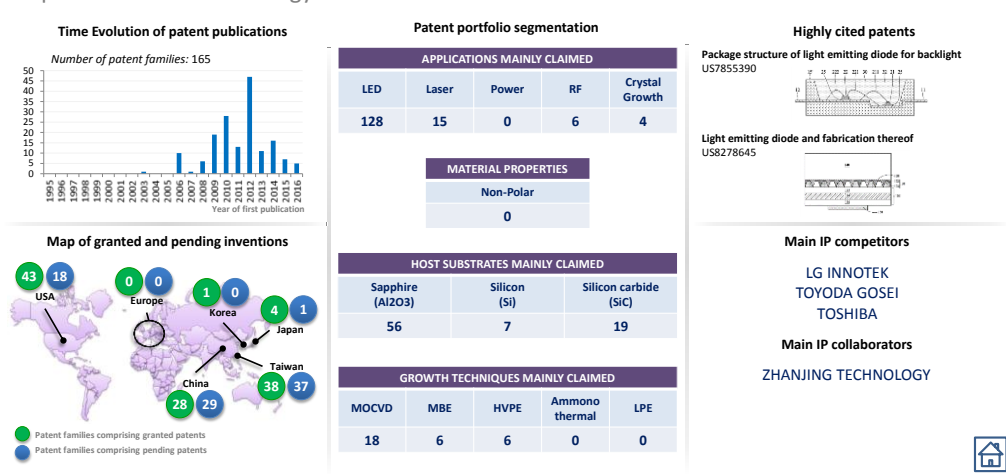 Time Evolution of patent publications
Number of patent families: 165
50
45
40
35
30
25
20
15
10
5
0
1995
1996
1997
1998
1999
2000
2001
2002
2003
2004
2005
2006
2007
2008
2009
2010
2011
2012
2013
2014
2015
2016
Year of first publication
Map of granted and pending inventions
43 18
USA
0 0
Europe
1 0
Korea
4 1
Japan
Taiwan
38 37
China
28 29
Patent families comprising granted patents
Patent families comprising pending patents
Patent portfolio segmentation
APPLICATIONS MAINLY CLAIMED
LED Laser Power RF Crystal Growth
128 15 0 6 4
MATERIAL PROPERTIES
Non-Polar
0
HOST SUBSTRATES MAINLY CLAIMED
Sapphire (Al2O3) Silicon (Si) Silicon carbide (SiC)
56 7 19
GROWTH TECHNIQUES MAINLY CLAIMED
MOCVD MBE HVPE Ammono thermal LPE
18 6 6 0 0
Highly cited patents
Package structure of light emitting diode for backlight
US7855390
Light emitting diode and fabrication thereof
US8278645
Main IP competitors
LG INNOTEK
TOYODA GOSEI
TOSHIBA
Main IP collaborators
ZHANJING TECHNOLOGY